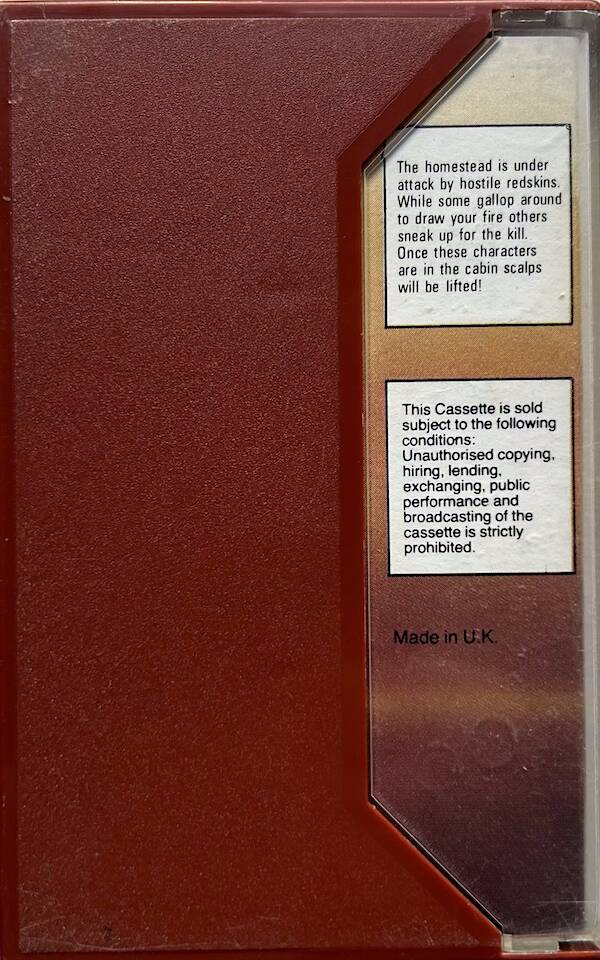 The homestead is under
attack by hostile redskins.
While some gallop around
to draw your fire others
sneak up for the kill.
Once these characters
are in the cabin scalps
will be lifted!
This Cassette is sold
subject to the following
conditions:
Unauthorised copying,
hiring, lending,
exchanging, public
performance and
broadcasting of the
cassette is strictly
prohibited.
Made in U.K.